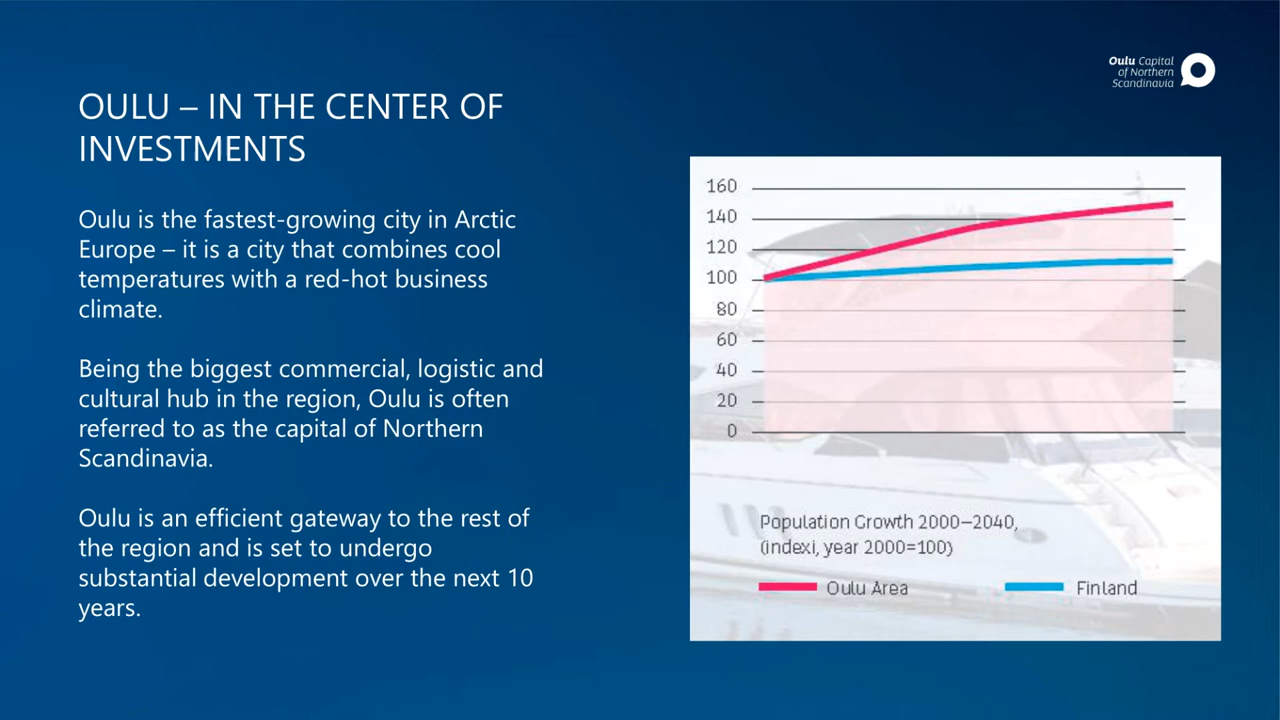 Oulu Capital
of Northern
Scandinavia
OULU – IN THE CENTER OF
INVESTMENTS
Oulu is the fastest-growing city in Arctic
Europe – it is a city that combines cool
temperatures with a red-hot business
climate.
Being the biggest commercial, logistic and
cultural hub in the region, Oulu is often
referred to as the capital of Northern
Scandinavia.
Oulu is an efficient gateway to the rest of
the region and is set to undergo
substantial development over the next 10
years.
160
140
120
100
80
60
40
20
0
Population Growth 2000–2040,
(indexi, year 2000=100)
Oulu Area
Finland